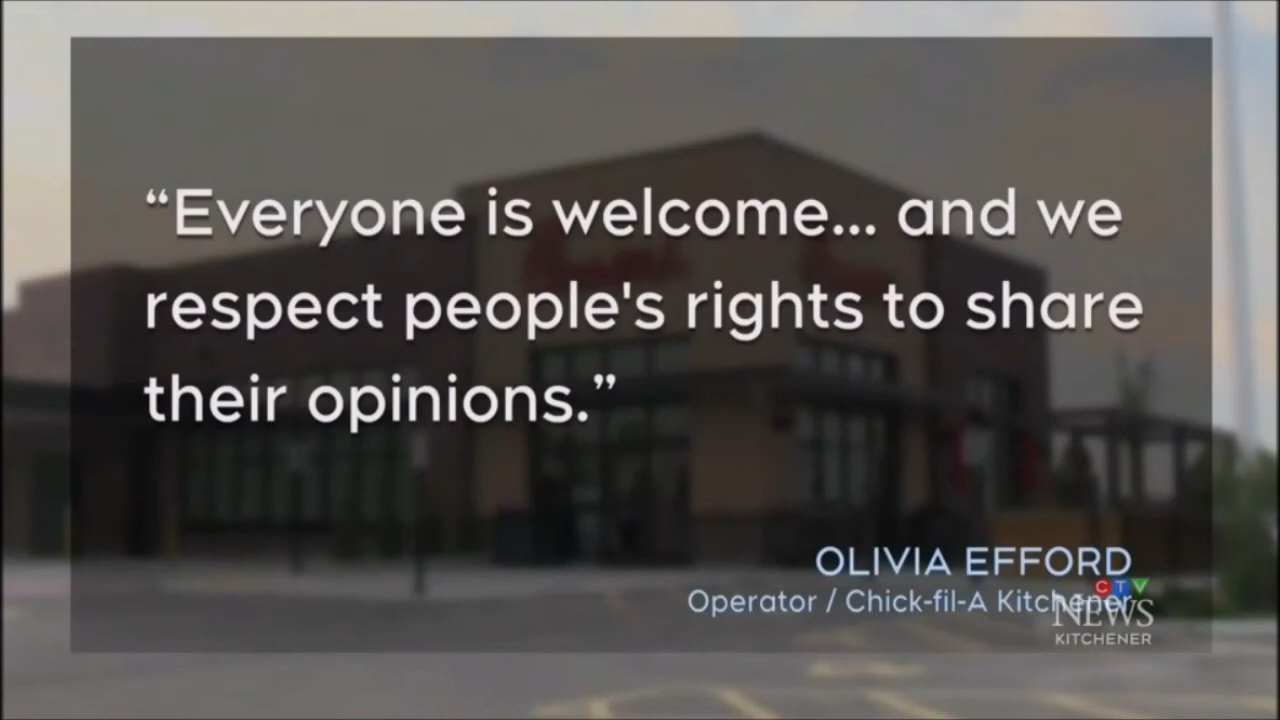 “Everyone is welcome... and we
respect people's rights to share
their opinions.”
OLIVIA EFFORD
Operator / Chick-fil-A Kitchener
CTV
NEWS
KITCHENER